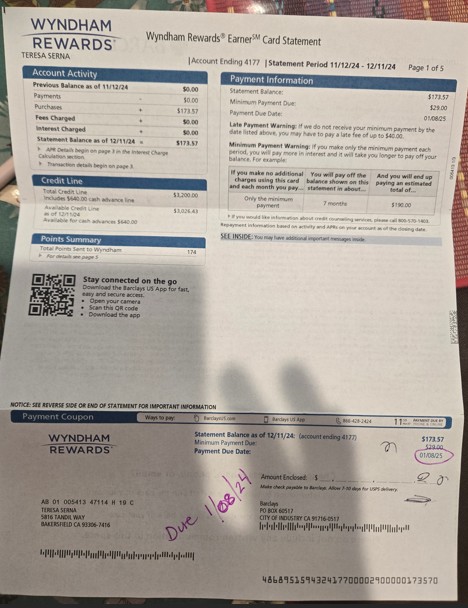 WYNDHAM
REWARDS®
TERESA SERNA
Wyndham Rewards® Earner℠ Card Statement
|Account Ending 4177 |Statement Period 11/12/24 - 12/11/24
Page 1 of 5
Account Activity
Previous Balance as of 11/12/24 $0.00
Payments - $0.00
Purchases + $173.57
Fees Charged + $0.00
Interest Charged + $0.00
Statement Balance as of 12/11/24 = $173.57
APR Details begin on page 3 in the Interest Charge Calculation section.
Transaction details begin on page 3.
Credit Line
Total Credit Line $3,200.00
Includes $640.00 cash advance line
Available Credit Line $3,026.43
as of 12/11/24
Available for cash advances $640.00
Points Summary
Total Points Sent to Wyndham 174
For details see page 3
Payment Information
Statement Balance: $173.57
Minimum Payment Due: $29.00
Payment Due Date: 01/08/25
Late Payment Warning: If we do not receive your minimum payment by the
date listed above, you may have to pay a late fee of up to $40.00.
Minimum Payment Warning: If you make only the minimum payment each
period, you will pay more in interest and it will take you longer to pay off your
balance. For example:
If you make no additional charges using this card and each month you pay...
You will pay off the balance shown on this statement in about...
And you will end up paying an estimated total of...
Only the minimum payment
7 months
$190.00
If you would like information about credit counseling services, please call 800-570-1403.
Repayment information based on activity and APRs on your account as of the closing date.
SEE INSIDE: You may have additional important messages inside.
Stay connected on the go
Download the Barclays US App for fast,
easy and secure access.
• Open your camera
• Scan this QR code
• Download the app
NOTICE: SEE REVERSE SIDE OR END OF STATEMENT FOR IMPORTANT INFORMATION
Payment Coupon
Ways to pay:
BarclaysUS.com
Barclays US App
866-428-2424
WYNDHAM
REWARDS®
Statement Balance as of 12/11/24: (account ending 4177) $173.57
Minimum Payment Due: $29.00
Payment Due Date: 01/08/25
Amount Enclosed: $
Make check payable to Barclays. Allow 7-10 days for USPS delivery.
AB 01 005413 47114 H 19 C
TERESA SERNA
5816 TANDIL WAY
BAKERSFIELD CA 93306-7416
Due 1/08/24
Barclays
PO BOX 60517
CITY OF INDUSTRY CA 91716-0517